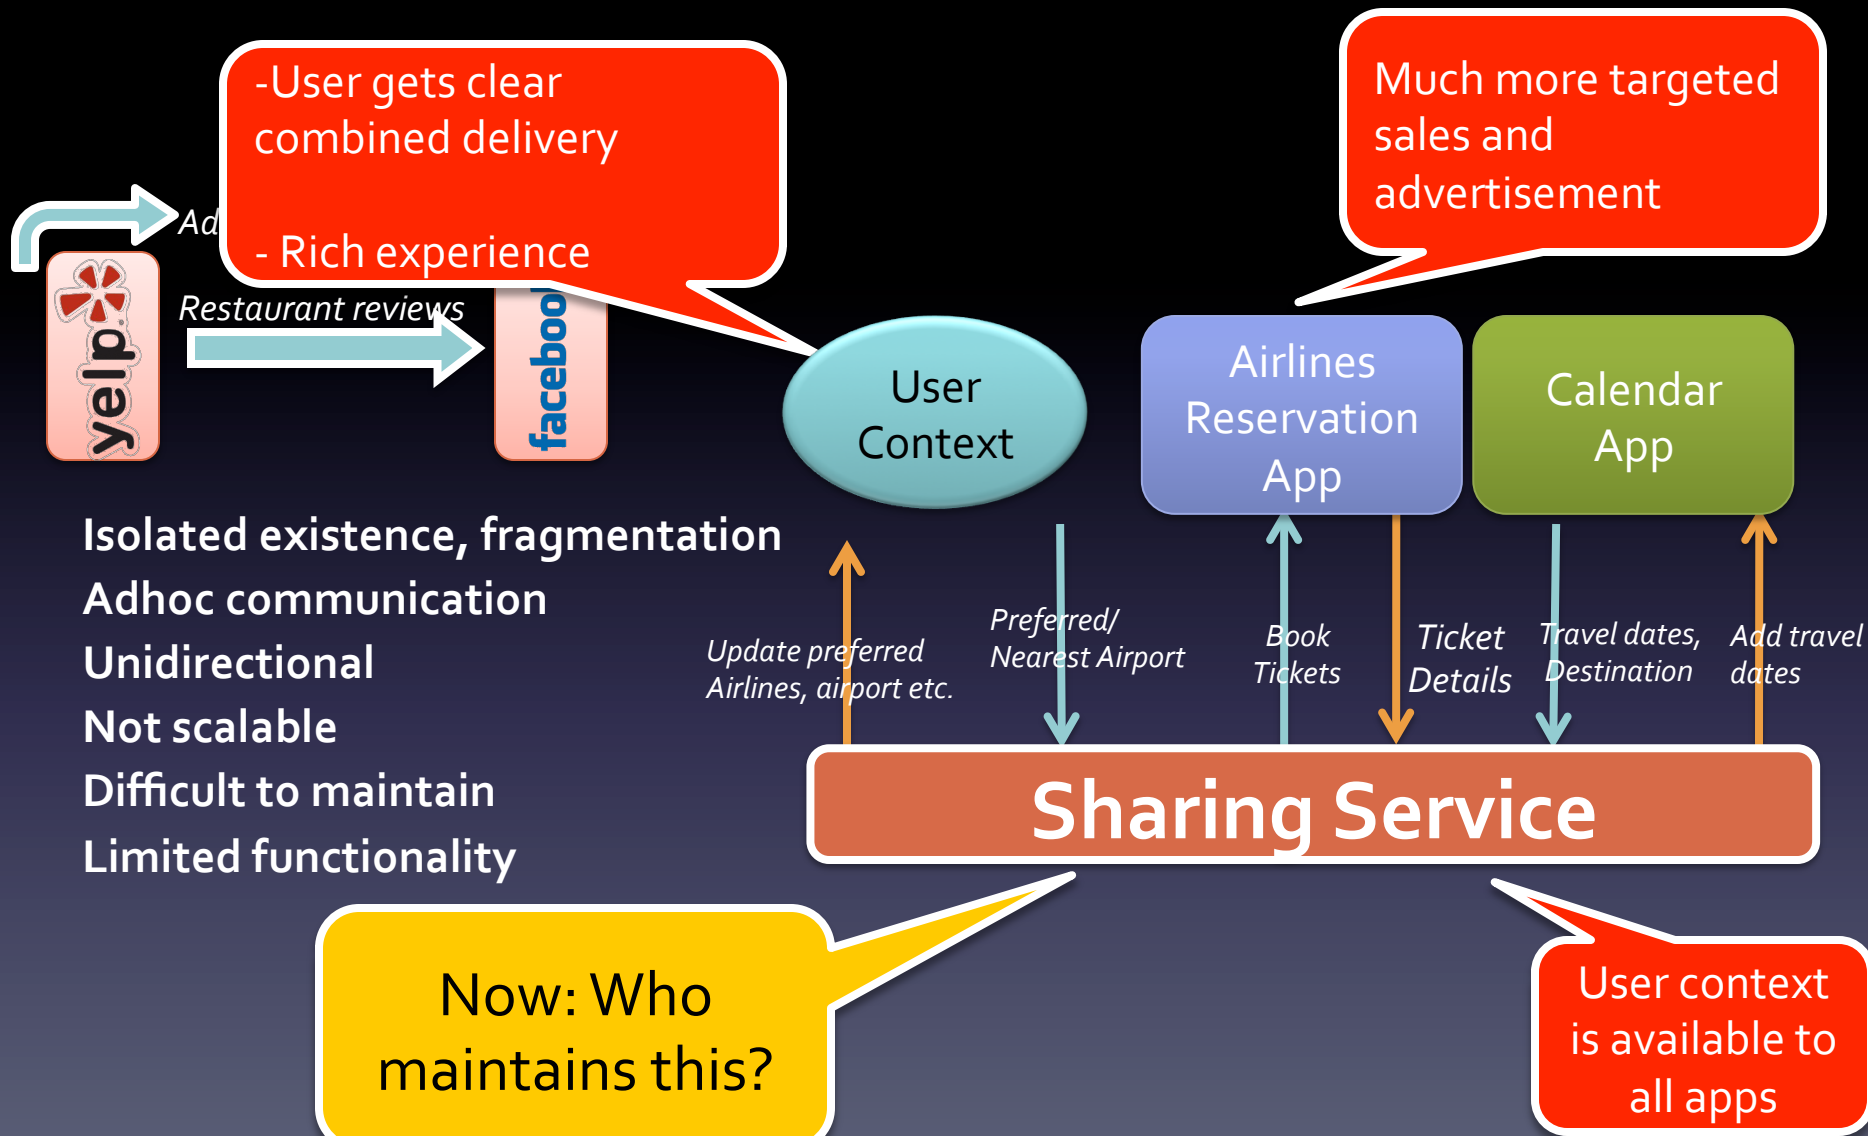 -User gets clear
combined delivery
- Rich experience
Much more targeted
sales and
advertisement
Restaurant reviews
yelp
User
Context
Airlines
Reservation
App
Calendar
App
Isolated existence, fragmentation
Adhoc communication
Unidirectional
Not scalable
Difficult to maintain
Limited functionality
Update preferred
Airlines, airport etc.
Preferred/
Nearest Airport
Book
Tickets
Ticket
Details
Travel dates,
Destination
Add travel
dates
Sharing Service
Now: Who
maintains this?
User context
is available to
all apps